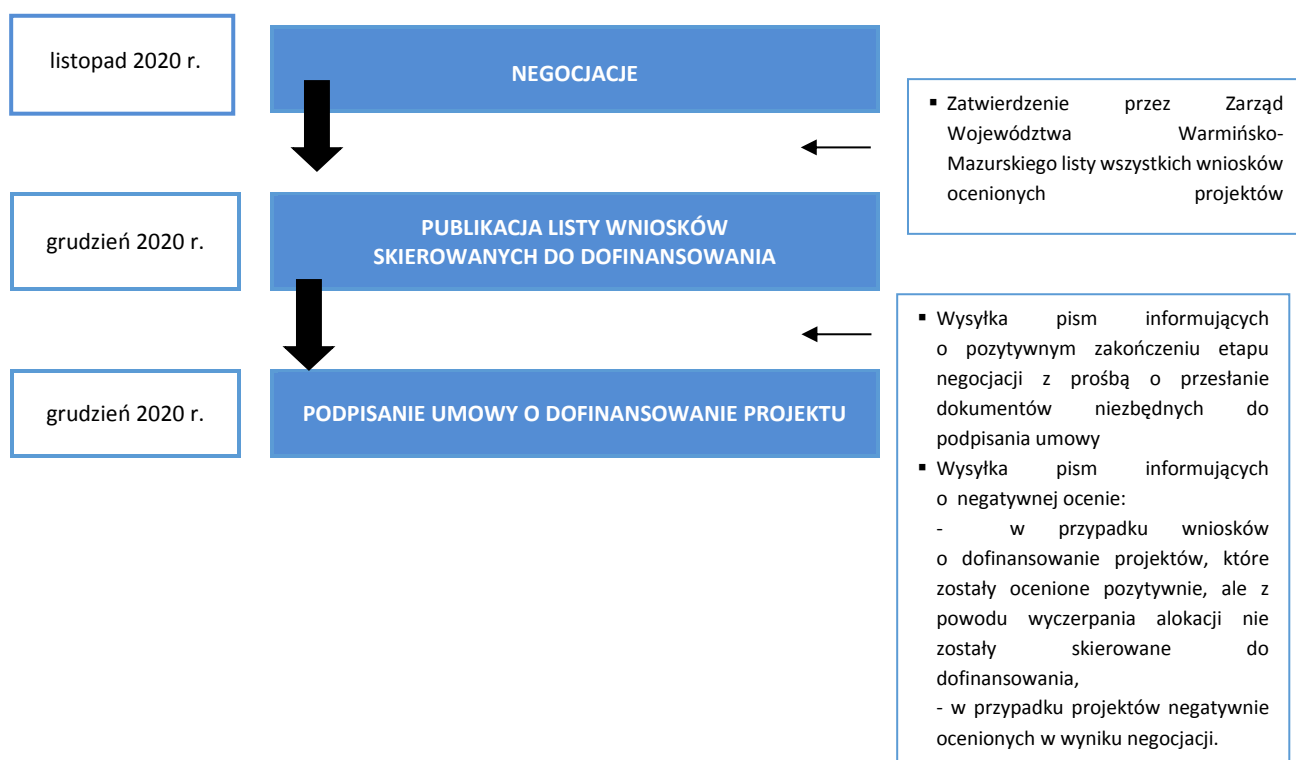 listopad 2020 r.
NEGOCJACJE
▪ Zatwierdzenie przez Zarząd
Województwa Warmińsko-
Mazurskiego listy wszystkich wniosków
ocenionych projektów
grudzień 2020 r.
PUBLIKACJA LISTY WNIOSKÓW
SKIEROWANYCH DO DOFINANSOWANIA
▪ Wysyłka pism informujących
o pozytywnym zakończeniu etapu
negocjacji z prośbą o przesłanie
dokumentów niezbędnych do
podpisania umowy
▪ Wysyłka pism informujących
o negatywnej ocenie:
- w przypadku wniosków
o dofinansowanie projektów, które
zostały ocenione pozytywnie, ale z
powodu wyczerpania alokacji nie
zostały skierowane do
dofinansowania,
- w przypadku projektów negatywnie
ocenionych w wyniku negocjacji.
grudzień 2020 r.
PODPISANIE UMOWY O DOFINANSOWANIE PROJEKTU